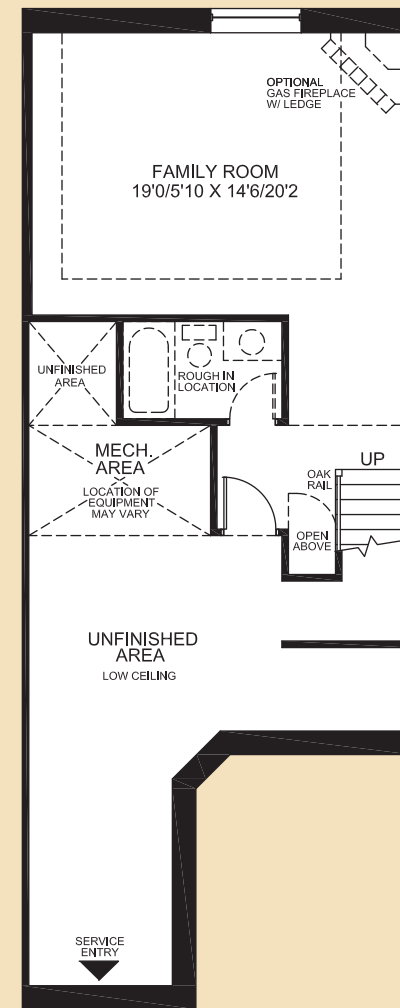 OPTIONAL
GAS FIREPLACE
W/ LEDGE
FAMILY ROOM
19'0/5'10 X 14'6/20'2
UNFINISHED
AREA
ROUGH IN
LOCATION
MECH.
AREA
LOCATION OF
EQUIPMENT
MAY VARY
UP
OAK
RAIL
OPEN
ABOVE
UNFINISHED
AREA
LOW CEILING
SERVICE
ENTRY